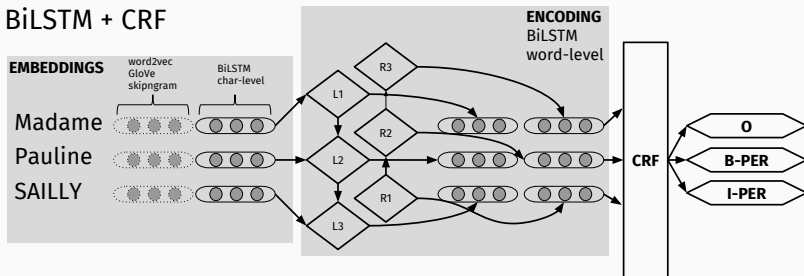 BiLSTM + CRF
ENCODING
BiLSTM
word-level
EMBEDDINGS
word2vec
GloVe
skipngram
BiLSTM
char-level
R3
L1
Madame
R2
O
Pauline
L2
CRF
B-PER
SAILLY
R1
I-PER
L3